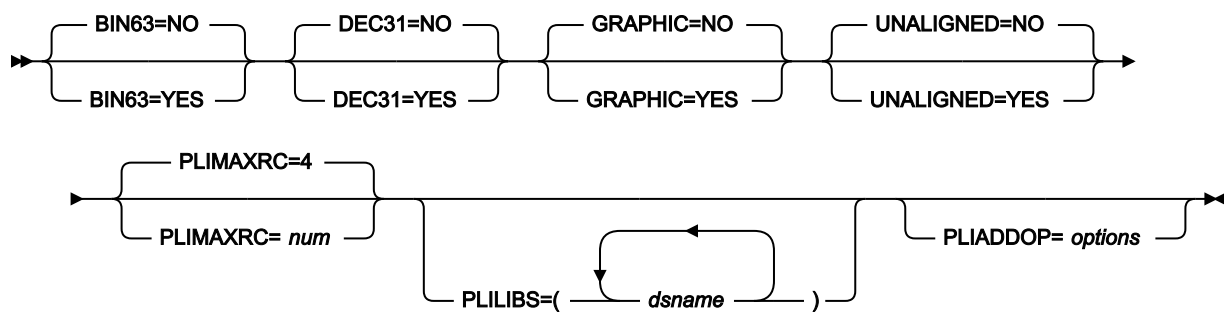 BIN63=NO DEC31=NO GRAPHIC=NO UNALIGNED=NO
BIN63=YES DEC31=YES GRAPHIC=YES UNALIGNED=YES
PLIMAXRC=4
PLIMAXRC= num PLIADDOP= options
PLILIBS=( dsname )